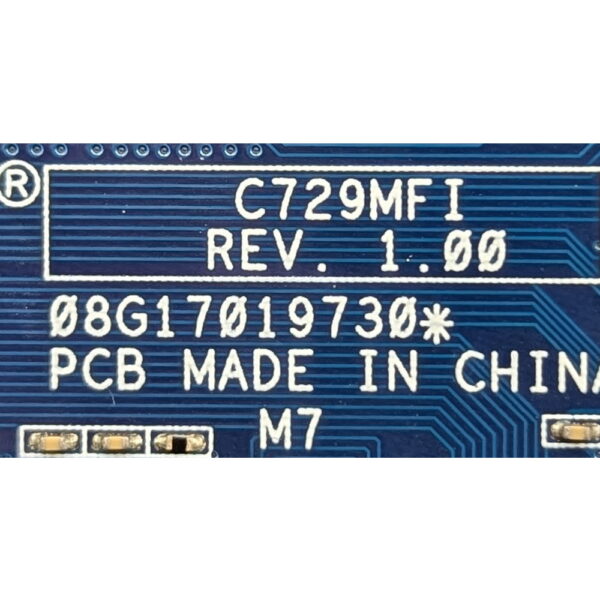 ®
C729MFI
REV. 1.00
08G17019730*
PCB MADE IN CHINA
M7